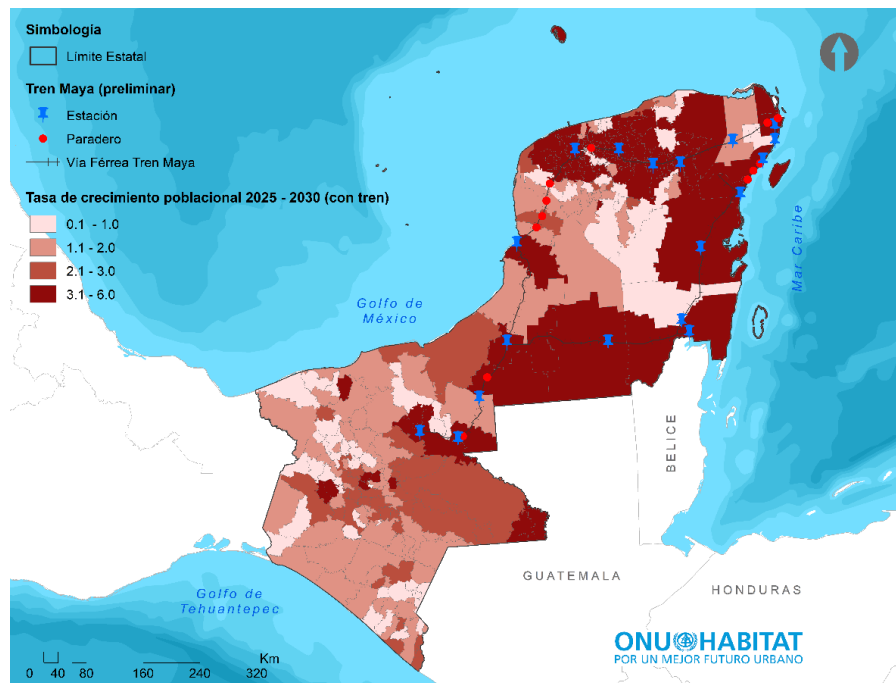 Simbología
Límite Estatal
Tren Maya (preliminar)
Estación
Paradero
Vía Férrea Tren Maya
Tasa de crecimiento poblacional 2025 - 2030 (con tren)
0.1 - 1.0
1.1 - 2.0
2.1 - 3.0
3.1 - 6.0
Golfo de
México
Mar Caribe
BELICE
GUATEMALA
HONDURAS
Golfo de
Tehuantepec
ONU HABITAT
POR UN MEJOR FUTURO URBANO
Km
0 40 80 160 240 320